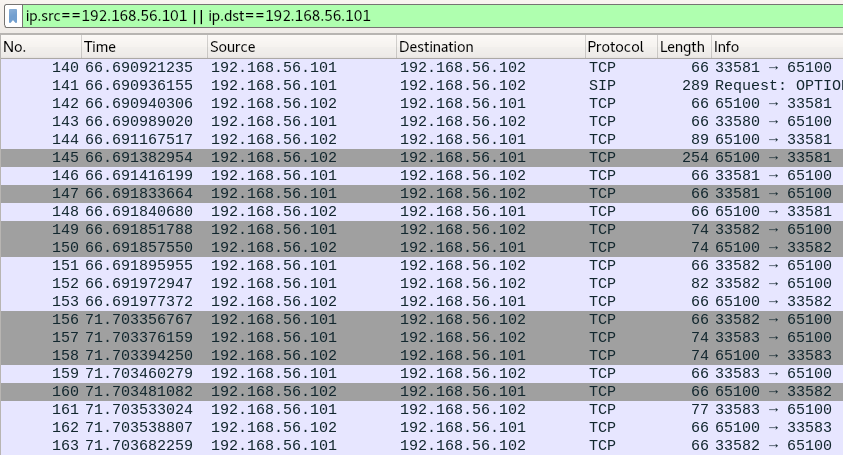 ip.src==192.168.56.101 || ip.dst==192.168.56.101
No. Time Source Destination Protocol Length Info
140 66.690921235 192.168.56.101 192.168.56.102 TCP 66 33581 → 65100
141 66.690936155 192.168.56.101 192.168.56.102 SIP 289 Request: OPTIO
142 66.690940306 192.168.56.102 192.168.56.101 TCP 66 65100 → 33581
143 66.690989020 192.168.56.101 192.168.56.102 TCP 66 33580 → 65100
144 66.691167517 192.168.56.102 192.168.56.101 TCP 89 65100 → 33581
145 66.691382954 192.168.56.102 192.168.56.101 TCP 254 65100 → 33581
146 66.691416199 192.168.56.101 192.168.56.102 TCP 66 33581 → 65100
147 66.691833664 192.168.56.101 192.168.56.102 TCP 66 33581 → 65100
148 66.691840680 192.168.56.102 192.168.56.101 TCP 66 65100 → 33581
149 66.691851788 192.168.56.101 192.168.56.102 TCP 74 33582 → 65100
150 66.691857550 192.168.56.102 192.168.56.101 TCP 74 65100 → 33582
151 66.691895955 192.168.56.101 192.168.56.102 TCP 66 33582 → 65100
152 66.691972947 192.168.56.101 192.168.56.102 TCP 82 33582 → 65100
153 66.691977372 192.168.56.102 192.168.56.101 TCP 66 65100 → 33582
156 71.703356767 192.168.56.101 192.168.56.102 TCP 66 33582 → 65100
157 71.703376159 192.168.56.101 192.168.56.102 TCP 74 33583 → 65100
158 71.703394250 192.168.56.102 192.168.56.101 TCP 74 65100 → 33583
159 71.703460279 192.168.56.101 192.168.56.102 TCP 66 33583 → 65100
160 71.703481082 192.168.56.102 192.168.56.101 TCP 66 65100 → 33582
161 71.703533024 192.168.56.101 192.168.56.102 TCP 77 33583 → 65100
162 71.703538807 192.168.56.102 192.168.56.101 TCP 66 65100 → 33583
163 71.703682259 192.168.56.101 192.168.56.102 TCP 66 33582 → 65100